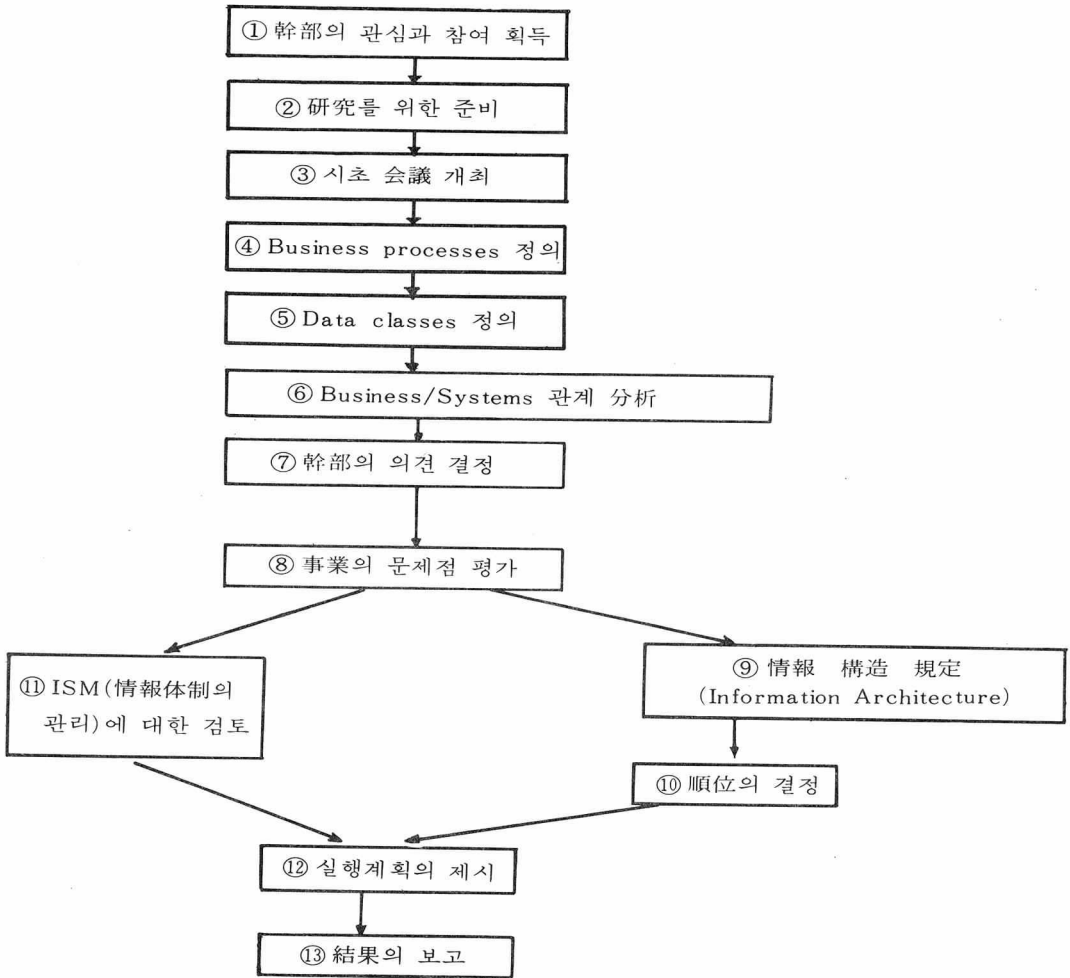 ① 幹部의 관심과 참여 획득
② 研究를 위한 준비
③ 시초 会議 개최
④ Business processes 정의
⑤ Data classes 정의
⑥ Business/Systems 관계 分析
⑦ 幹部의 의견 결정
⑧ 事業의 문제점 평가
⑨ 情報 構造 規定
(Information Architecture)
⑪ ISM(情報体制의
관리)에 대한 검토
⑩ 順位의 결정
⑫ 실행계획의 제시
⑬ 結果의 보고